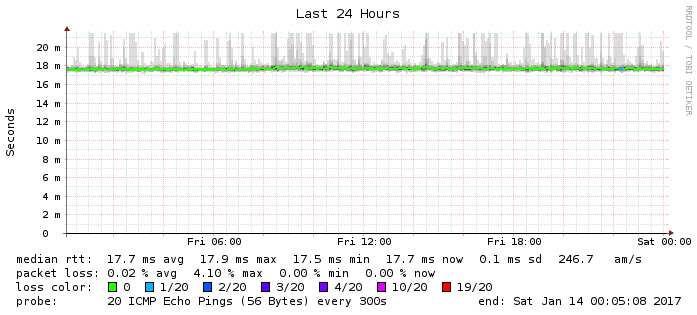 Last 24 Hours
RRDTOOL / TOBI OETIKER
Seconds
20 m
18 m
16 m
14 m
12 m
10 m
8 m
6 m
4 m
2 m
0
Fri 06:00 Fri 12:00 Fri 18:00 Sat 00:00
median rtt: 17.7 ms avg 17.9 ms max 17.5 ms min 17.7 ms now 0.1 ms sd 246.7 am/s
packet loss: 0.02 % avg 4.10 % max 0.00 % min 0.00 % now
loss color: 0 1/20 2/20 3/20 4/20 10/20 19/20
probe: 20 ICMP Echo Pings (56 Bytes) every 300s end: Sat Jan 14 00:05:08 2017